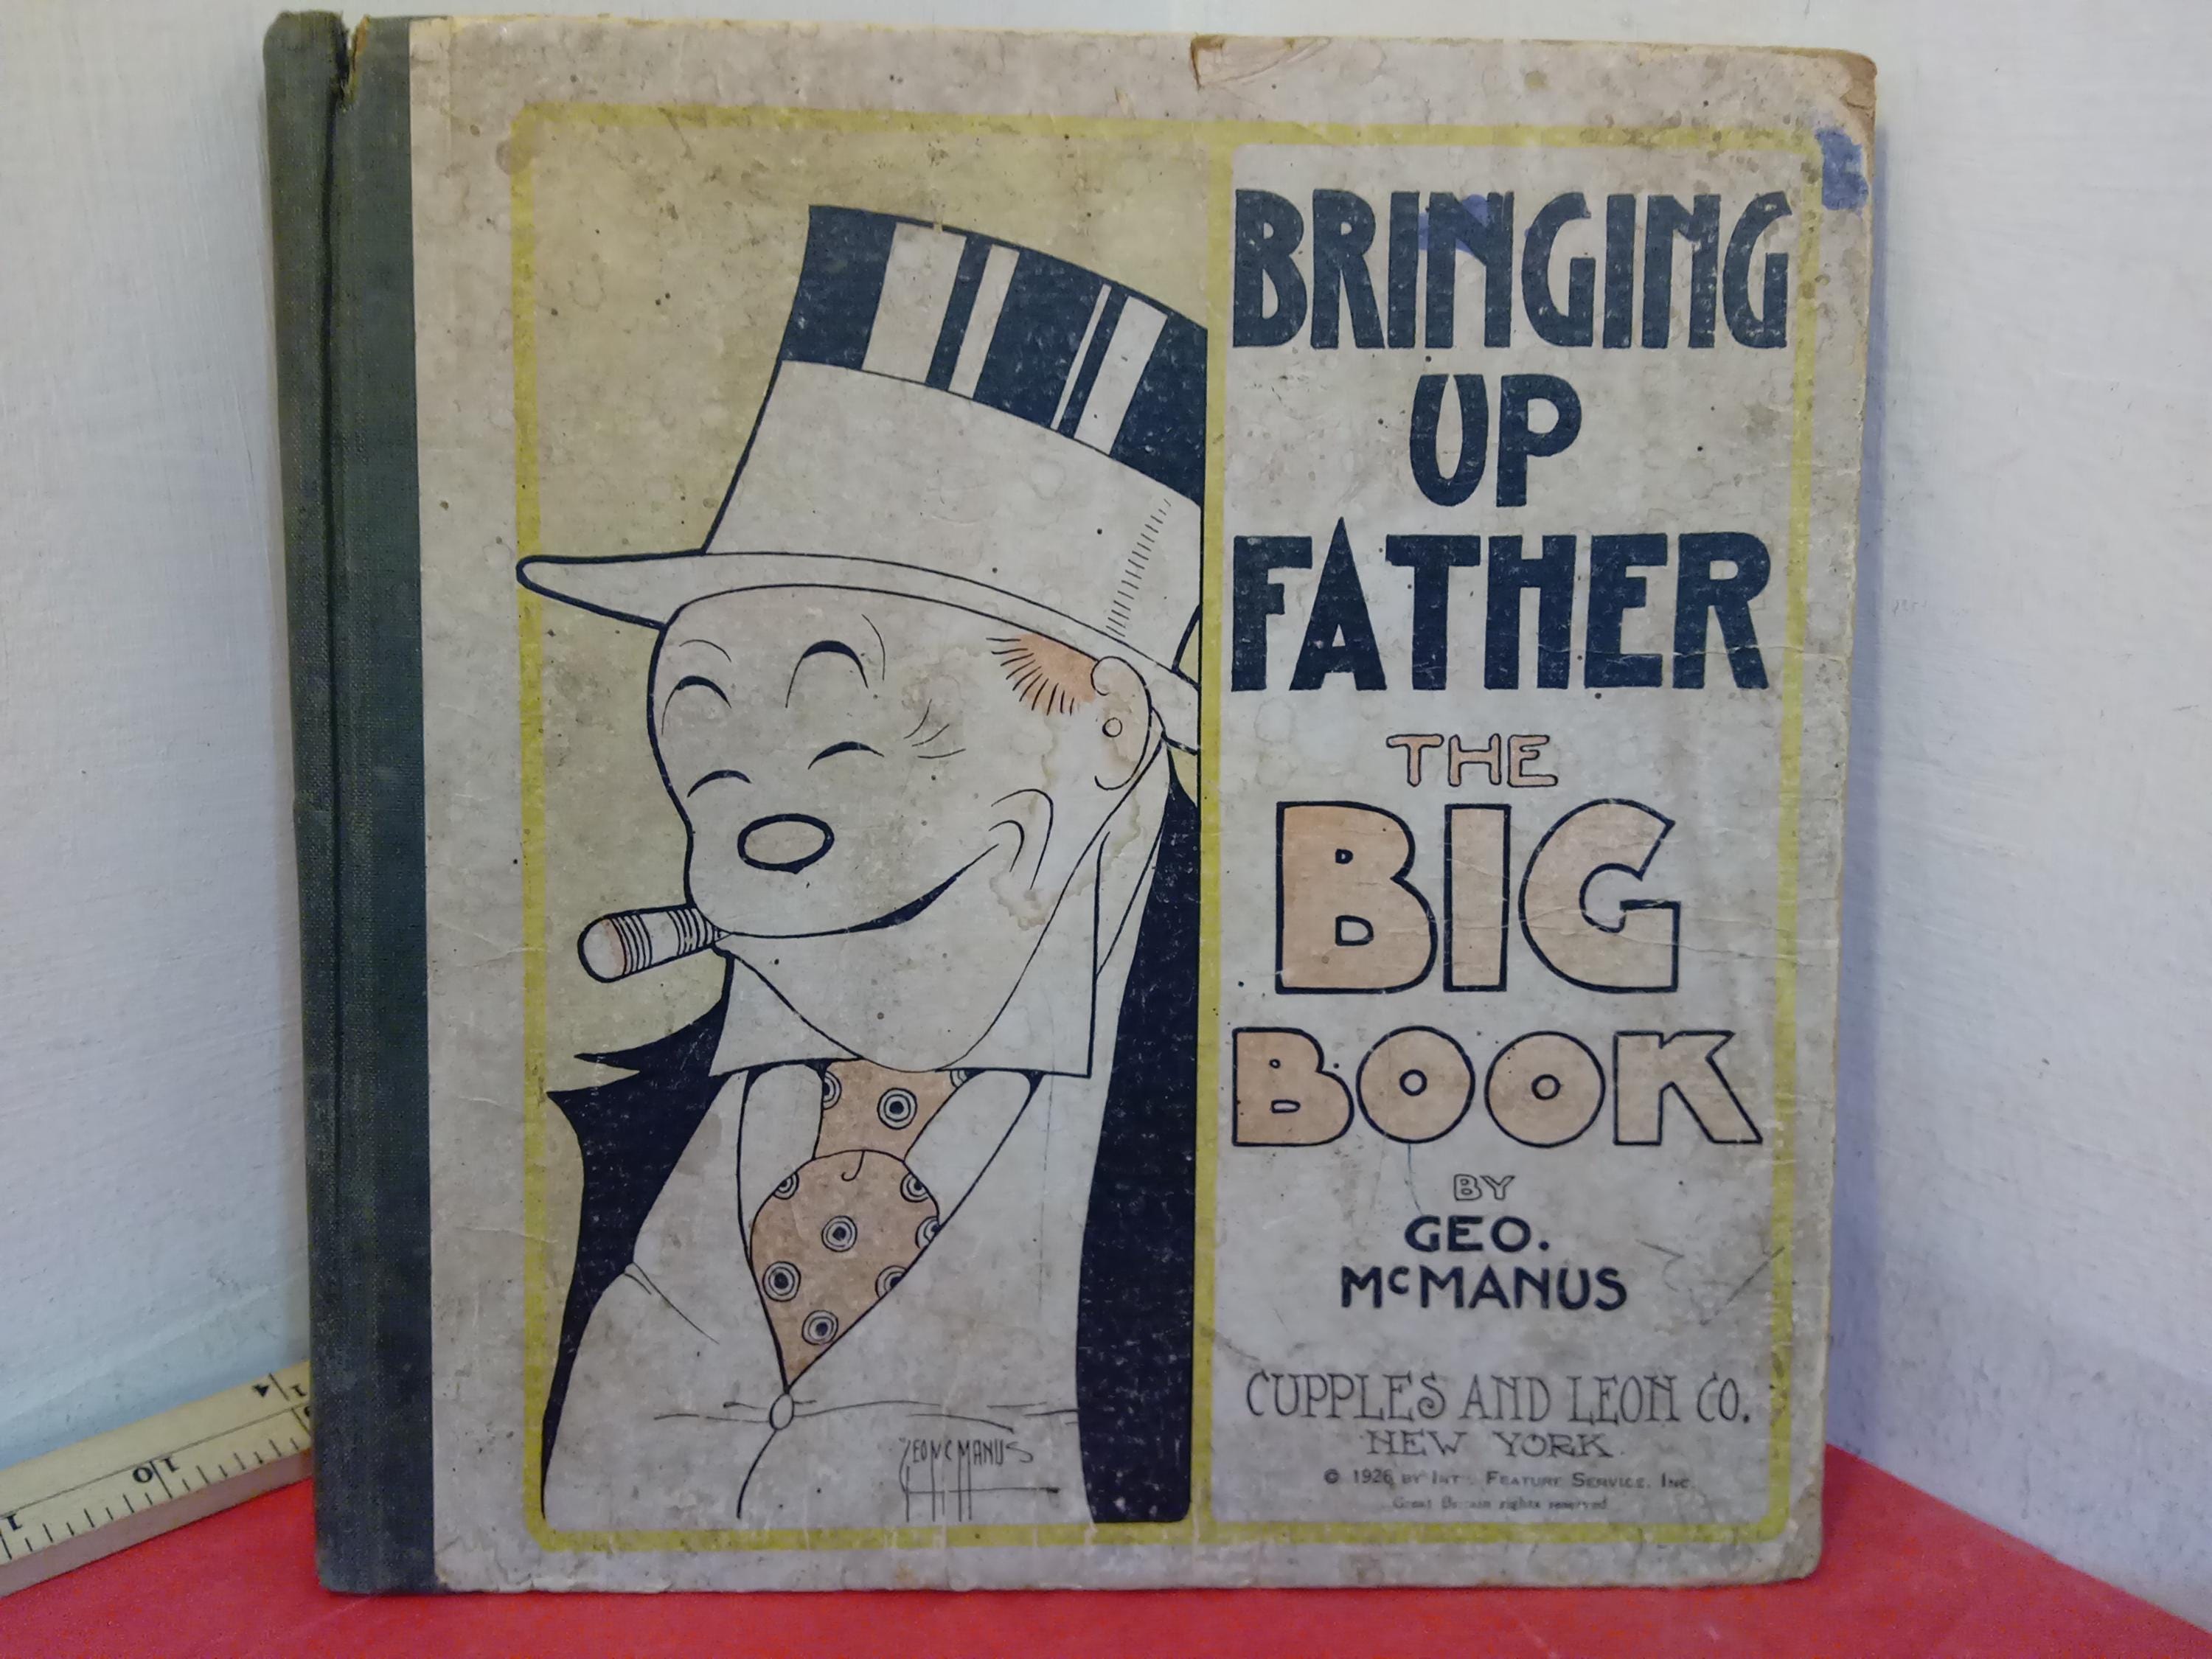 BRINGING
UP
FATHER
THE
BIG
BOOK
BY
GEO.
McMANUS
CUPPLES AND LEON CO.
NEW YORK.
© 1926 BY INT'L FEATURE SERVICE, INC.
Great Britain rights reserved
GEO MCMANUS
10